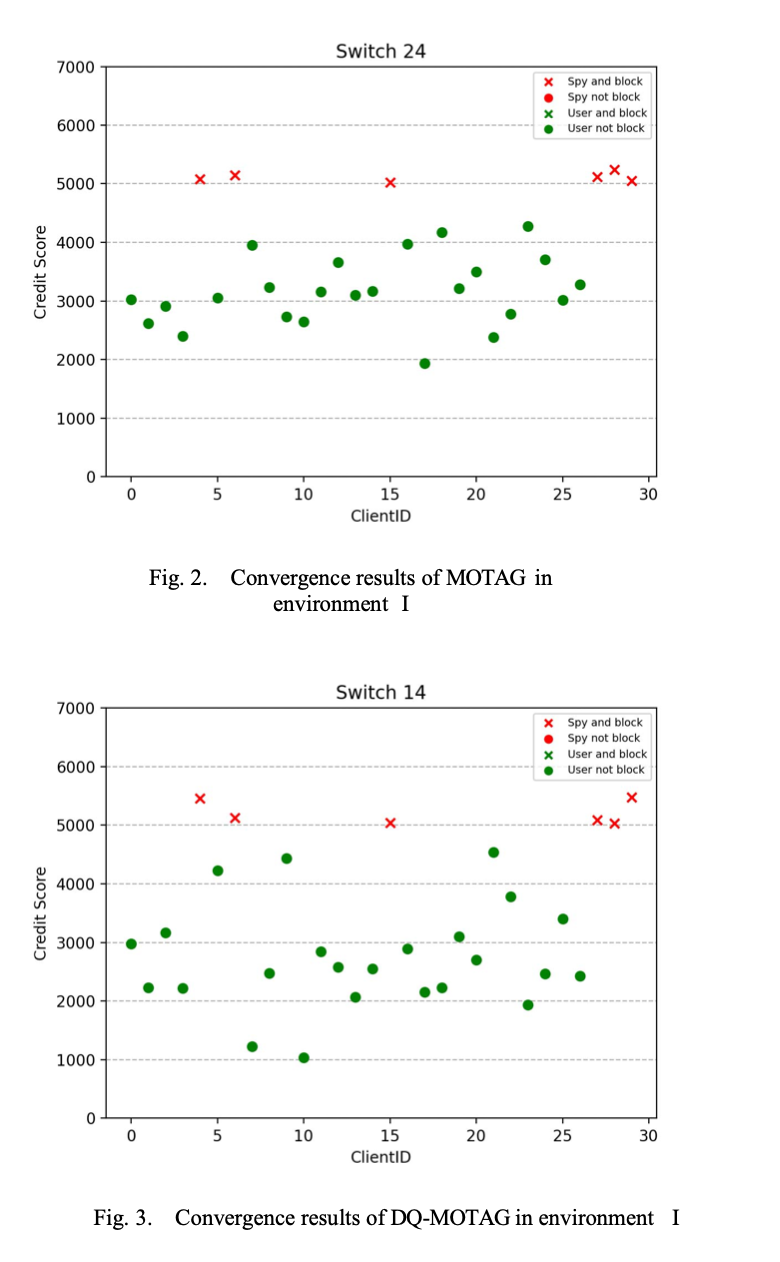 Switch 24
7000
6000
5000
4000
3000
2000
1000
0
Credit Score
Spy and block
Spy not block
User and block
User not block
0 5 10 15 20 25 30
ClientID
Fig. 2. Convergence results of MOTAG in
environment I
Switch 14
7000
6000
5000
4000
3000
2000
1000
0
Credit Score
Spy and block
Spy not block
User and block
User not block
0 5 10 15 20 25 30
ClientID
Fig. 3. Convergence results of DQ-MOTAG in environment I